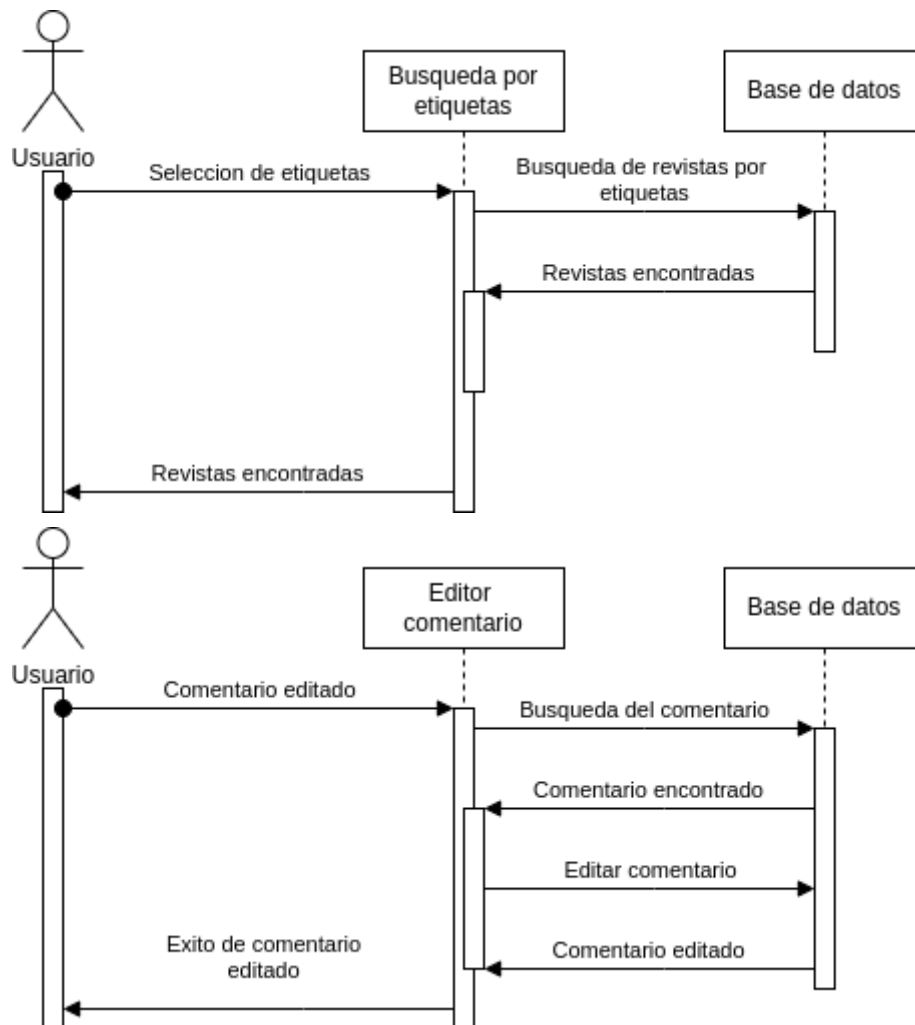 Busqueda por
etiquetas
Base de datos
Usuario
Seleccion de etiquetas
Busqueda de revistas por
etiquetas
Revistas encontradas
Revistas encontradas
Editor
comentario
Base de datos
Usuario
Comentario editado
Busqueda del comentario
Comentario encontrado
Editar comentario
Exito de comentario
editado
Comentario editado